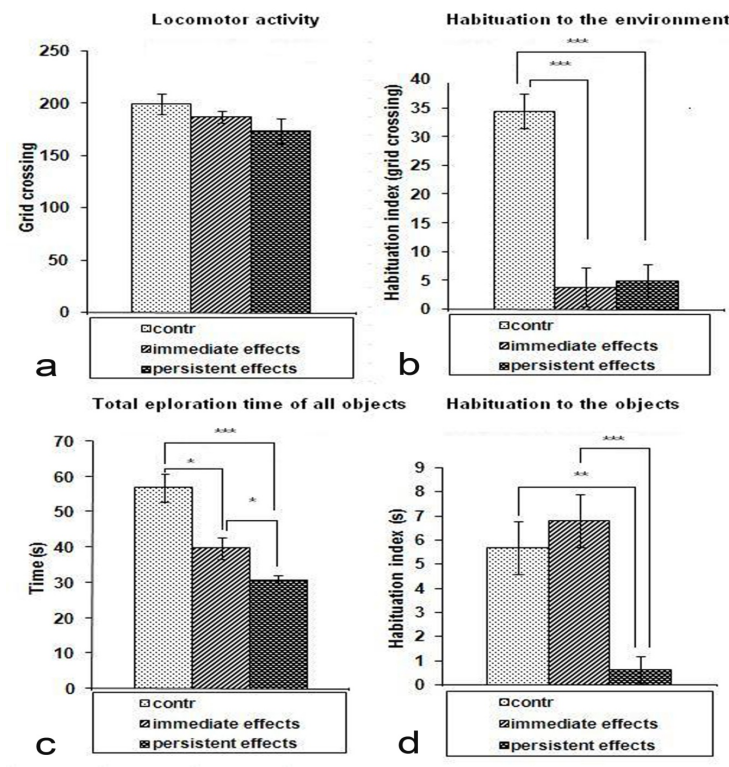 Locomotor activity
Grid crossing
250
200
150
100
50
0
contr
immediate effects
persistent effects
a
Habituation to the environment
***
***
Habituation index (grid crossing)
40
35
30
25
20
15
10
5
0
contr
immediate effects
persistent effects
b
Total eploration time of all objects
***
*
*
Time (s)
70
60
50
40
30
20
10
0
contr
immediate effects
persistent effects
c
Habituation to the objects
***
**
Habituation index (s)
9
8
7
6
5
4
3
2
1
0
contr
immediate effects
persistent effects
d